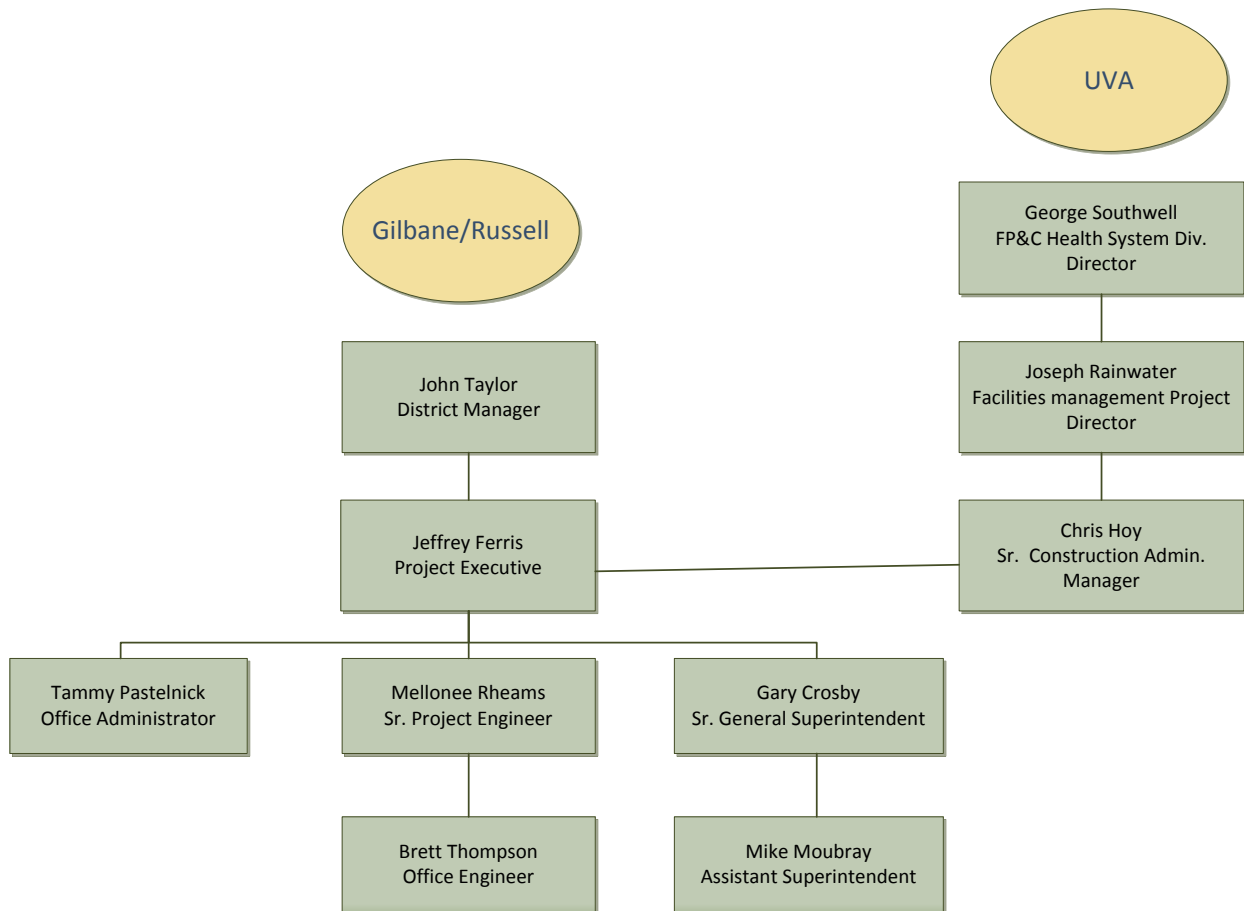 UVA
Gilbane/Russell
George Southwell
FP&C Health System Div.
Director
John Taylor
District Manager
Joseph Rainwater
Facilities management Project
Director
Jeffrey Ferris
Project Executive
Chris Hoy
Sr.  Construction Admin.
Manager
Tammy Pastelnick
Office Administrator
Mellonee Rheams
Sr. Project Engineer
Gary Crosby
Sr. General Superintendent
Brett Thompson
Office Engineer
Mike Moubray
Assistant Superintendent